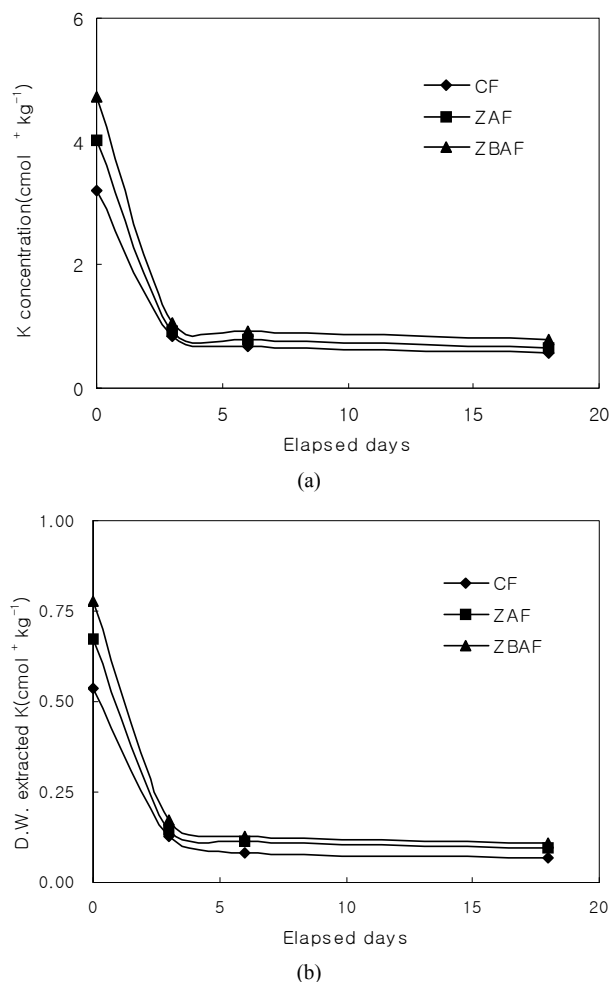 6
4
2
0
K concentration(cmol ⁺ kg⁻¹)
CF
ZAF
ZBAF
0 5 10 15 20
Elapsed days
(a)
1.00
0.75
0.50
0.25
0.00
D.W. extracted K(cmol⁺kg⁻¹)
CF
ZAF
ZBAF
0 5 10 15 20
Elapsed days
(b)